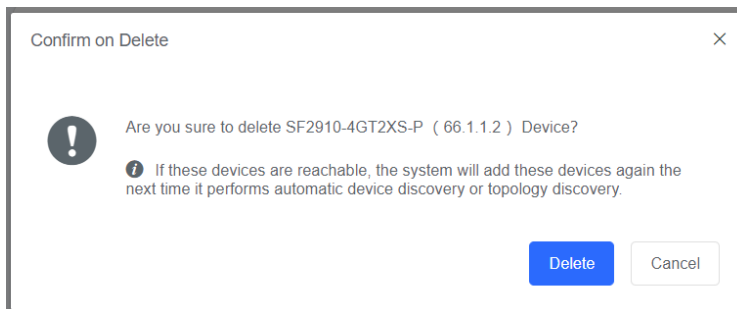 Confirm on Delete
Are you sure to delete SF2910-4GT2XS-P （66.1.1.2） Device?
If these devices are reachable, the system will add these devices again the
next time it performs automatic device discovery or topology discovery.
Delete
Cancel